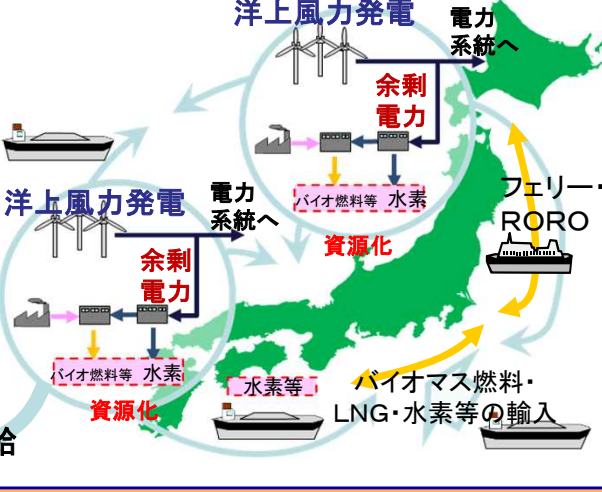 洋上風力発電
電力
系統へ
余剰
電力
バイオ燃料等 水素
資源化
フェリー・
RORO
洋上風力発電
電力
系統へ
余剰
電力
バイオ燃料等 水素
資源化
水素等
バイオマス燃料・
LNG・水素等の輸入
給